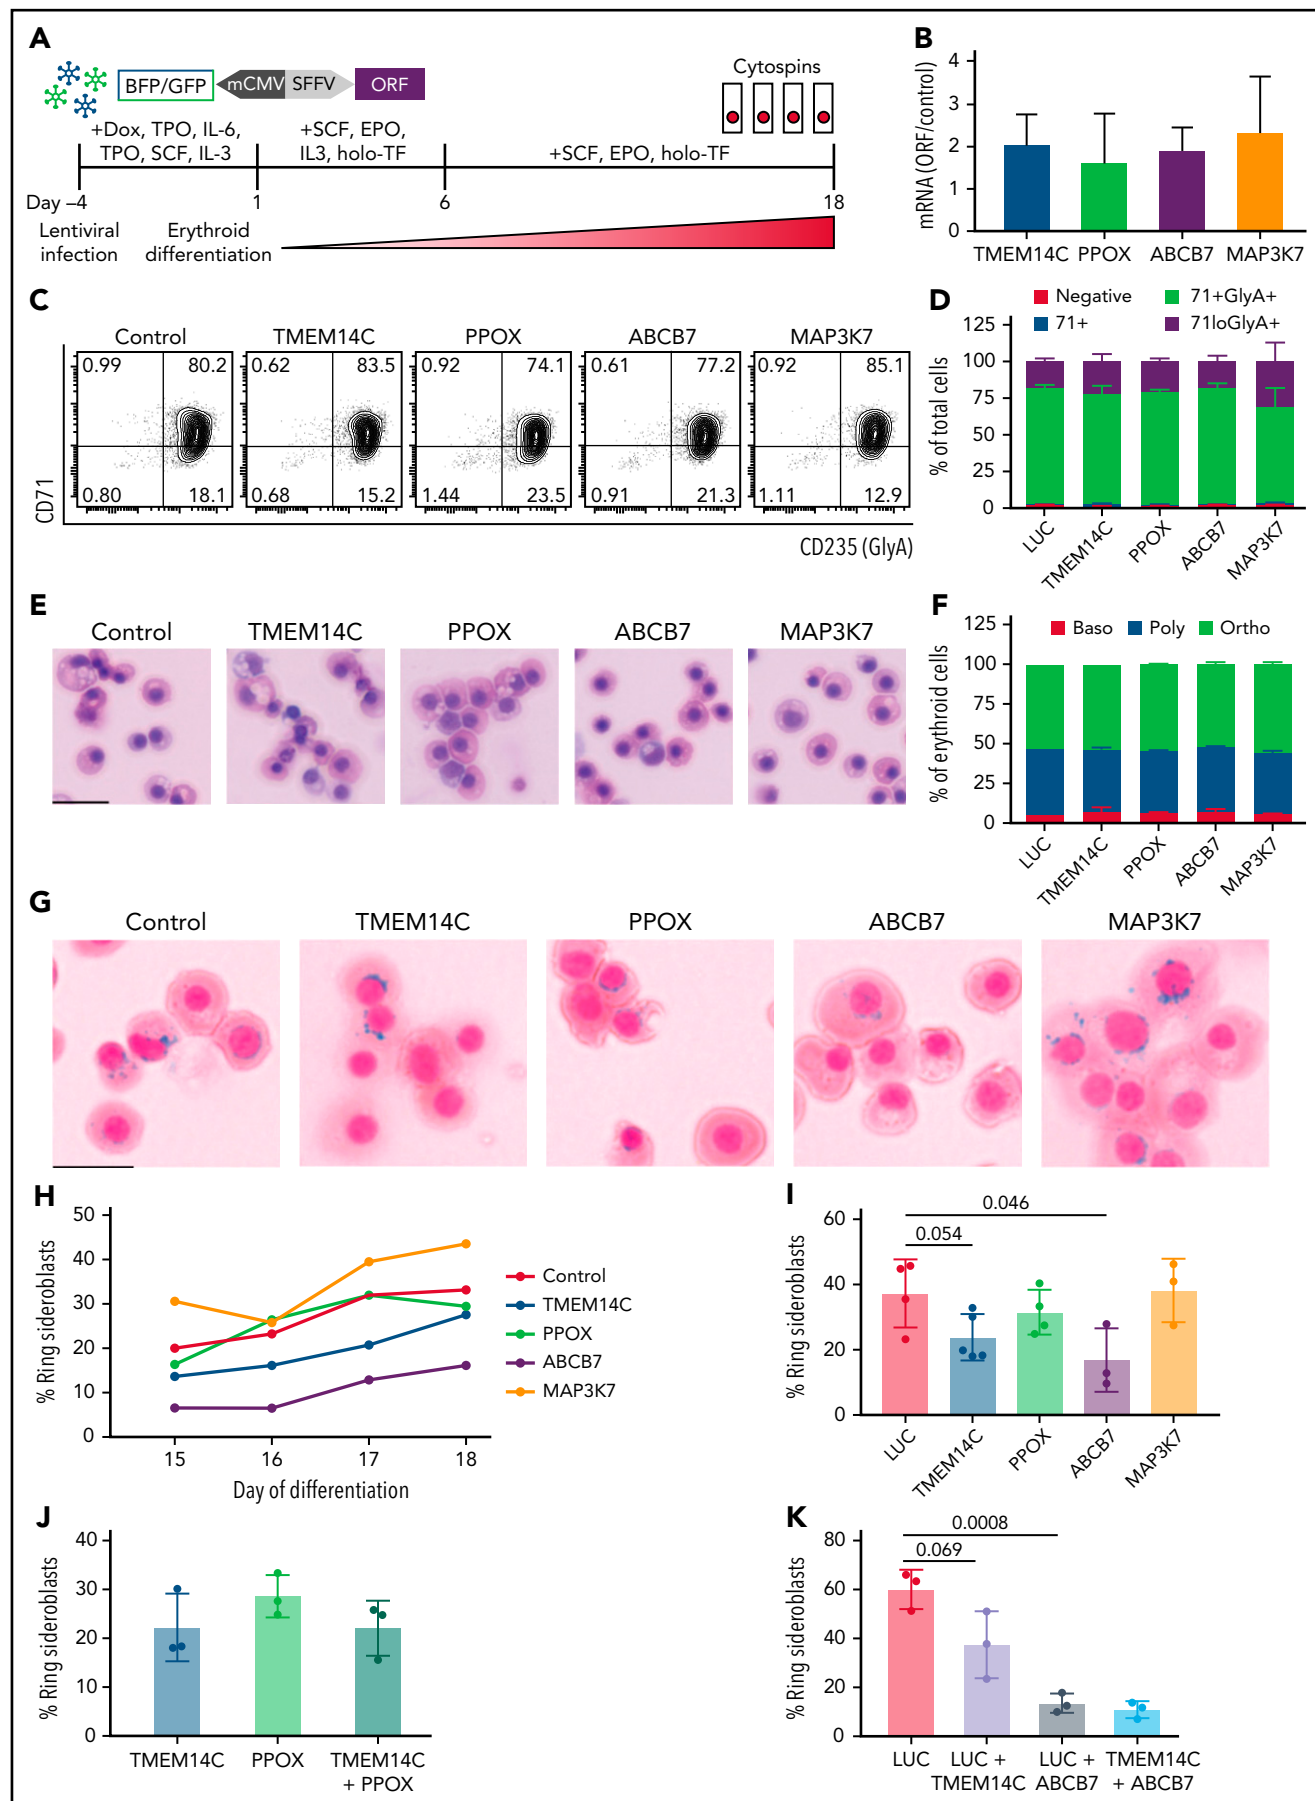 A
BFP/GFP mCMV SFFV ORF
Cytospins
+Dox, TPO, IL-6,
TPO, SCF, IL-3
+SCF, EPO,
IL3, holo-TF
+SCF, EPO, holo-TF
Day –4 1 6 18
Lentiviral
infection
Erythroid
differentiation
B
mRNA (ORF/control)
4
3
2
1
0
TMEM14C PPOX ABCB7 MAP3K7
C
Control TMEM14C PPOX ABCB7 MAP3K7
0.99 80.2 0.62 83.5 0.92 74.1 0.61 77.2 0.92 85.1
0.80 18.1 0.68 15.2 1.44 23.5 0.91 21.3 1.11 12.9
CD71
CD235 (GlyA)
D
Negative 71+GlyA+
71+ 71loGlyA+
% of total cells
125
100
75
50
25
0
LUC TMEM14C PPOX ABCB7 MAP3K7
E
Control TMEM14C PPOX ABCB7 MAP3K7
F
Baso Poly Ortho
% of erythroid cells
125
100
75
50
25
0
LUC TMEM14C PPOX ABCB7 MAP3K7
G
Control TMEM14C PPOX ABCB7 MAP3K7
H
% Ring sideroblasts
50
40
30
20
10
0
15 16 17 18
Day of differentiation
Control
TMEM14C
PPOX
ABCB7
MAP3K7
I
% Ring sideroblasts
60
40
20
0
0.046
0.054
LUC TMEM14C PPOX ABCB7 MAP3K7
J
% Ring sideroblasts
40
30
20
10
0
TMEM14C PPOX TMEM14C
+ PPOX
K
% Ring sideroblasts
80
60
40
20
0
0.0008
0.069
LUC LUC + LUC + TMEM14C
TMEM14C ABCB7 + ABCB7